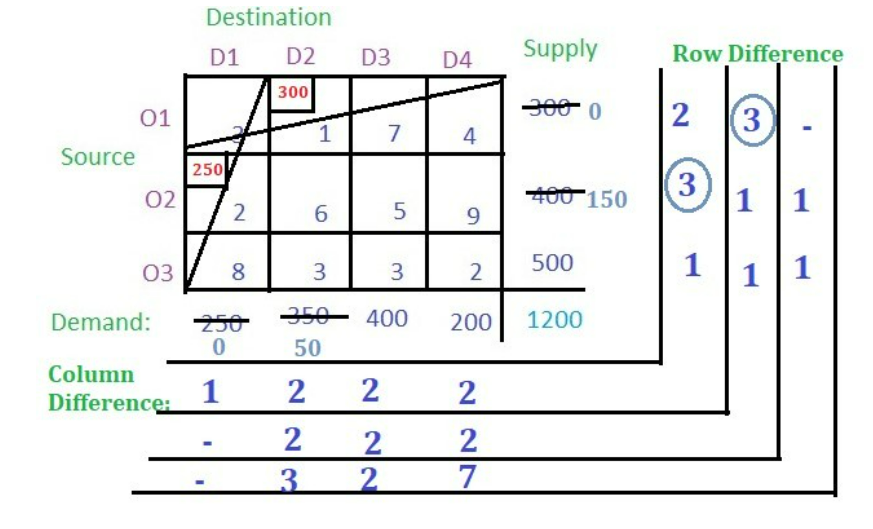 Destination
D1 D2 D3 D4 Supply Row Difference
300
O1 3 1 7 4 300 0 2 3 -
Source
250
O2 2 6 5 9 400 150 3 1 1
O3 8 3 3 2 500 1 1 1
Demand: 250 350 400 200 1200
0 50
Column
Difference: 1 2 2 2
- 2 2 2
- 3 2 7